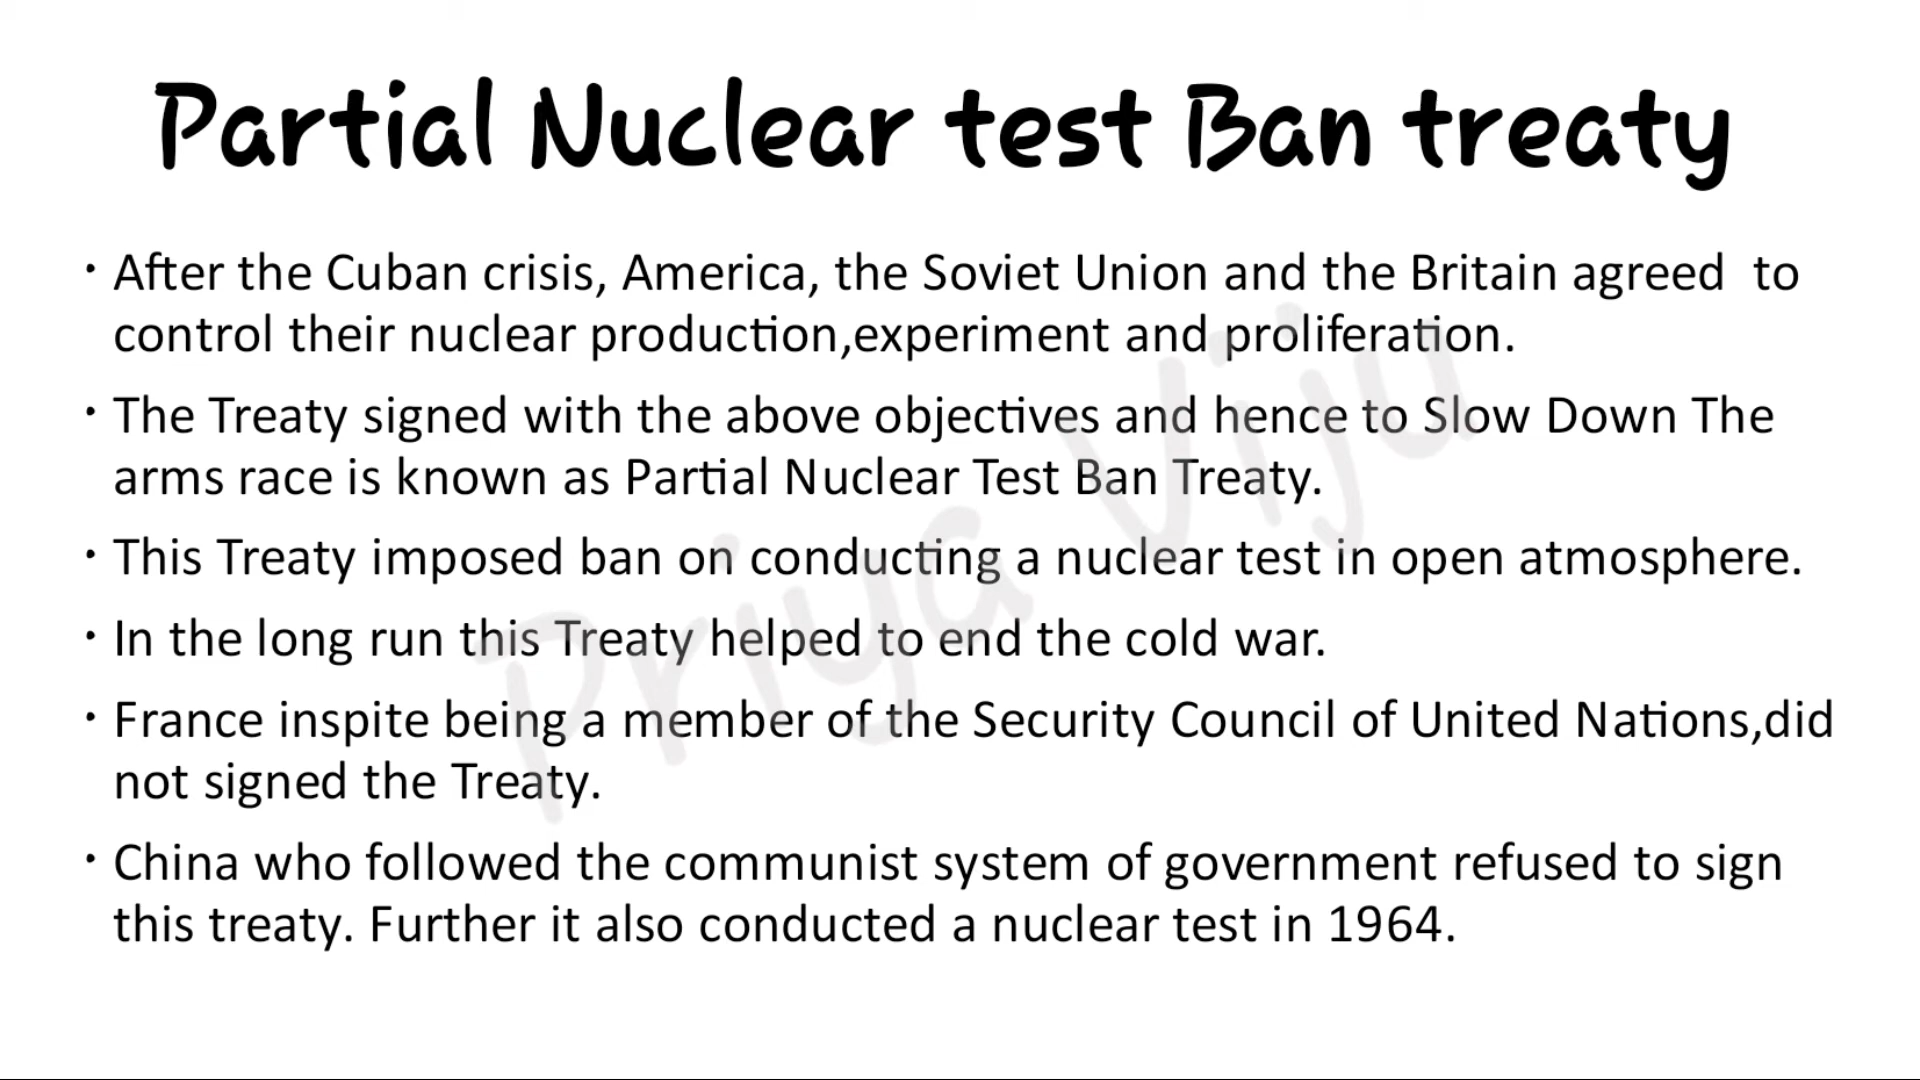 Partial Nuclear test Ban treaty
• After the Cuban crisis, America, the Soviet Union and the Britain agreed  to
control their nuclear production,experiment and proliferation.
• The Treaty signed with the above objectives and hence to Slow Down The
arms race is known as Partial Nuclear Test Ban Treaty.
• This Treaty imposed ban on conducting a nuclear test in open atmosphere.
• In the long run this Treaty helped to end the cold war.
• France inspite being a member of the Security Council of United Nations,did
not signed the Treaty.
• China who followed the communist system of government refused to sign
this treaty. Further it also conducted a nuclear test in 1964.
Priya Viju